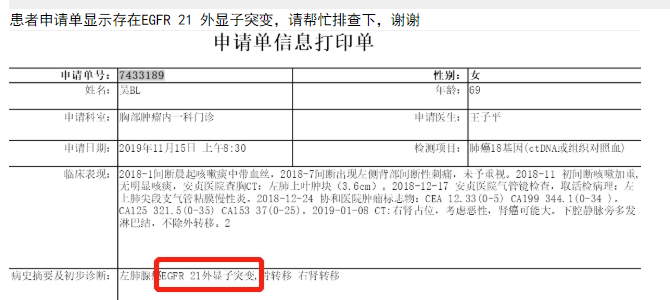 患者申请单显示存在EGFR 21 外显子突变，请帮忙排查下，谢谢
申请单信息打印单
申请单号： 7433189 性别： 女
姓名： 吴BL 年龄： 69
申请科室： 胸部肿瘤内一科门诊 申请医生： 王子平
申请日期： 2019年11月15日 上午8:30 检测项目： 肺癌18基因(ctDNA或组织对照血)
临床表现： 2018-1间断晨起咳嗽痰中带血丝，2018-7间断出现左侧背部间断性刺痛，未予重视。2018-11 初间断咳嗽加重,
无明显咳痰，安贞医院查胸CT：左肺上叶肿块（3.6cm）。2018-12-17 安贞医院气管镜检查，取活检病理：左
上肺尖段支气管粘膜慢性炎。2018-12-24 协和医院肿瘤标志物：CEA 12.33(0-5) CA199 344.1(0-34 )。
CA125 321.5(0-35) CA153 37(0-25)。2019-01-08 CT:右肾占位，考虑恶性，肾癌可能大。下腔静脉旁多发
淋巴结，不除外转移。2
病史摘要及初步诊断： 左肺腺 EGFR 21外显子突变, 骨转移 右肾转移